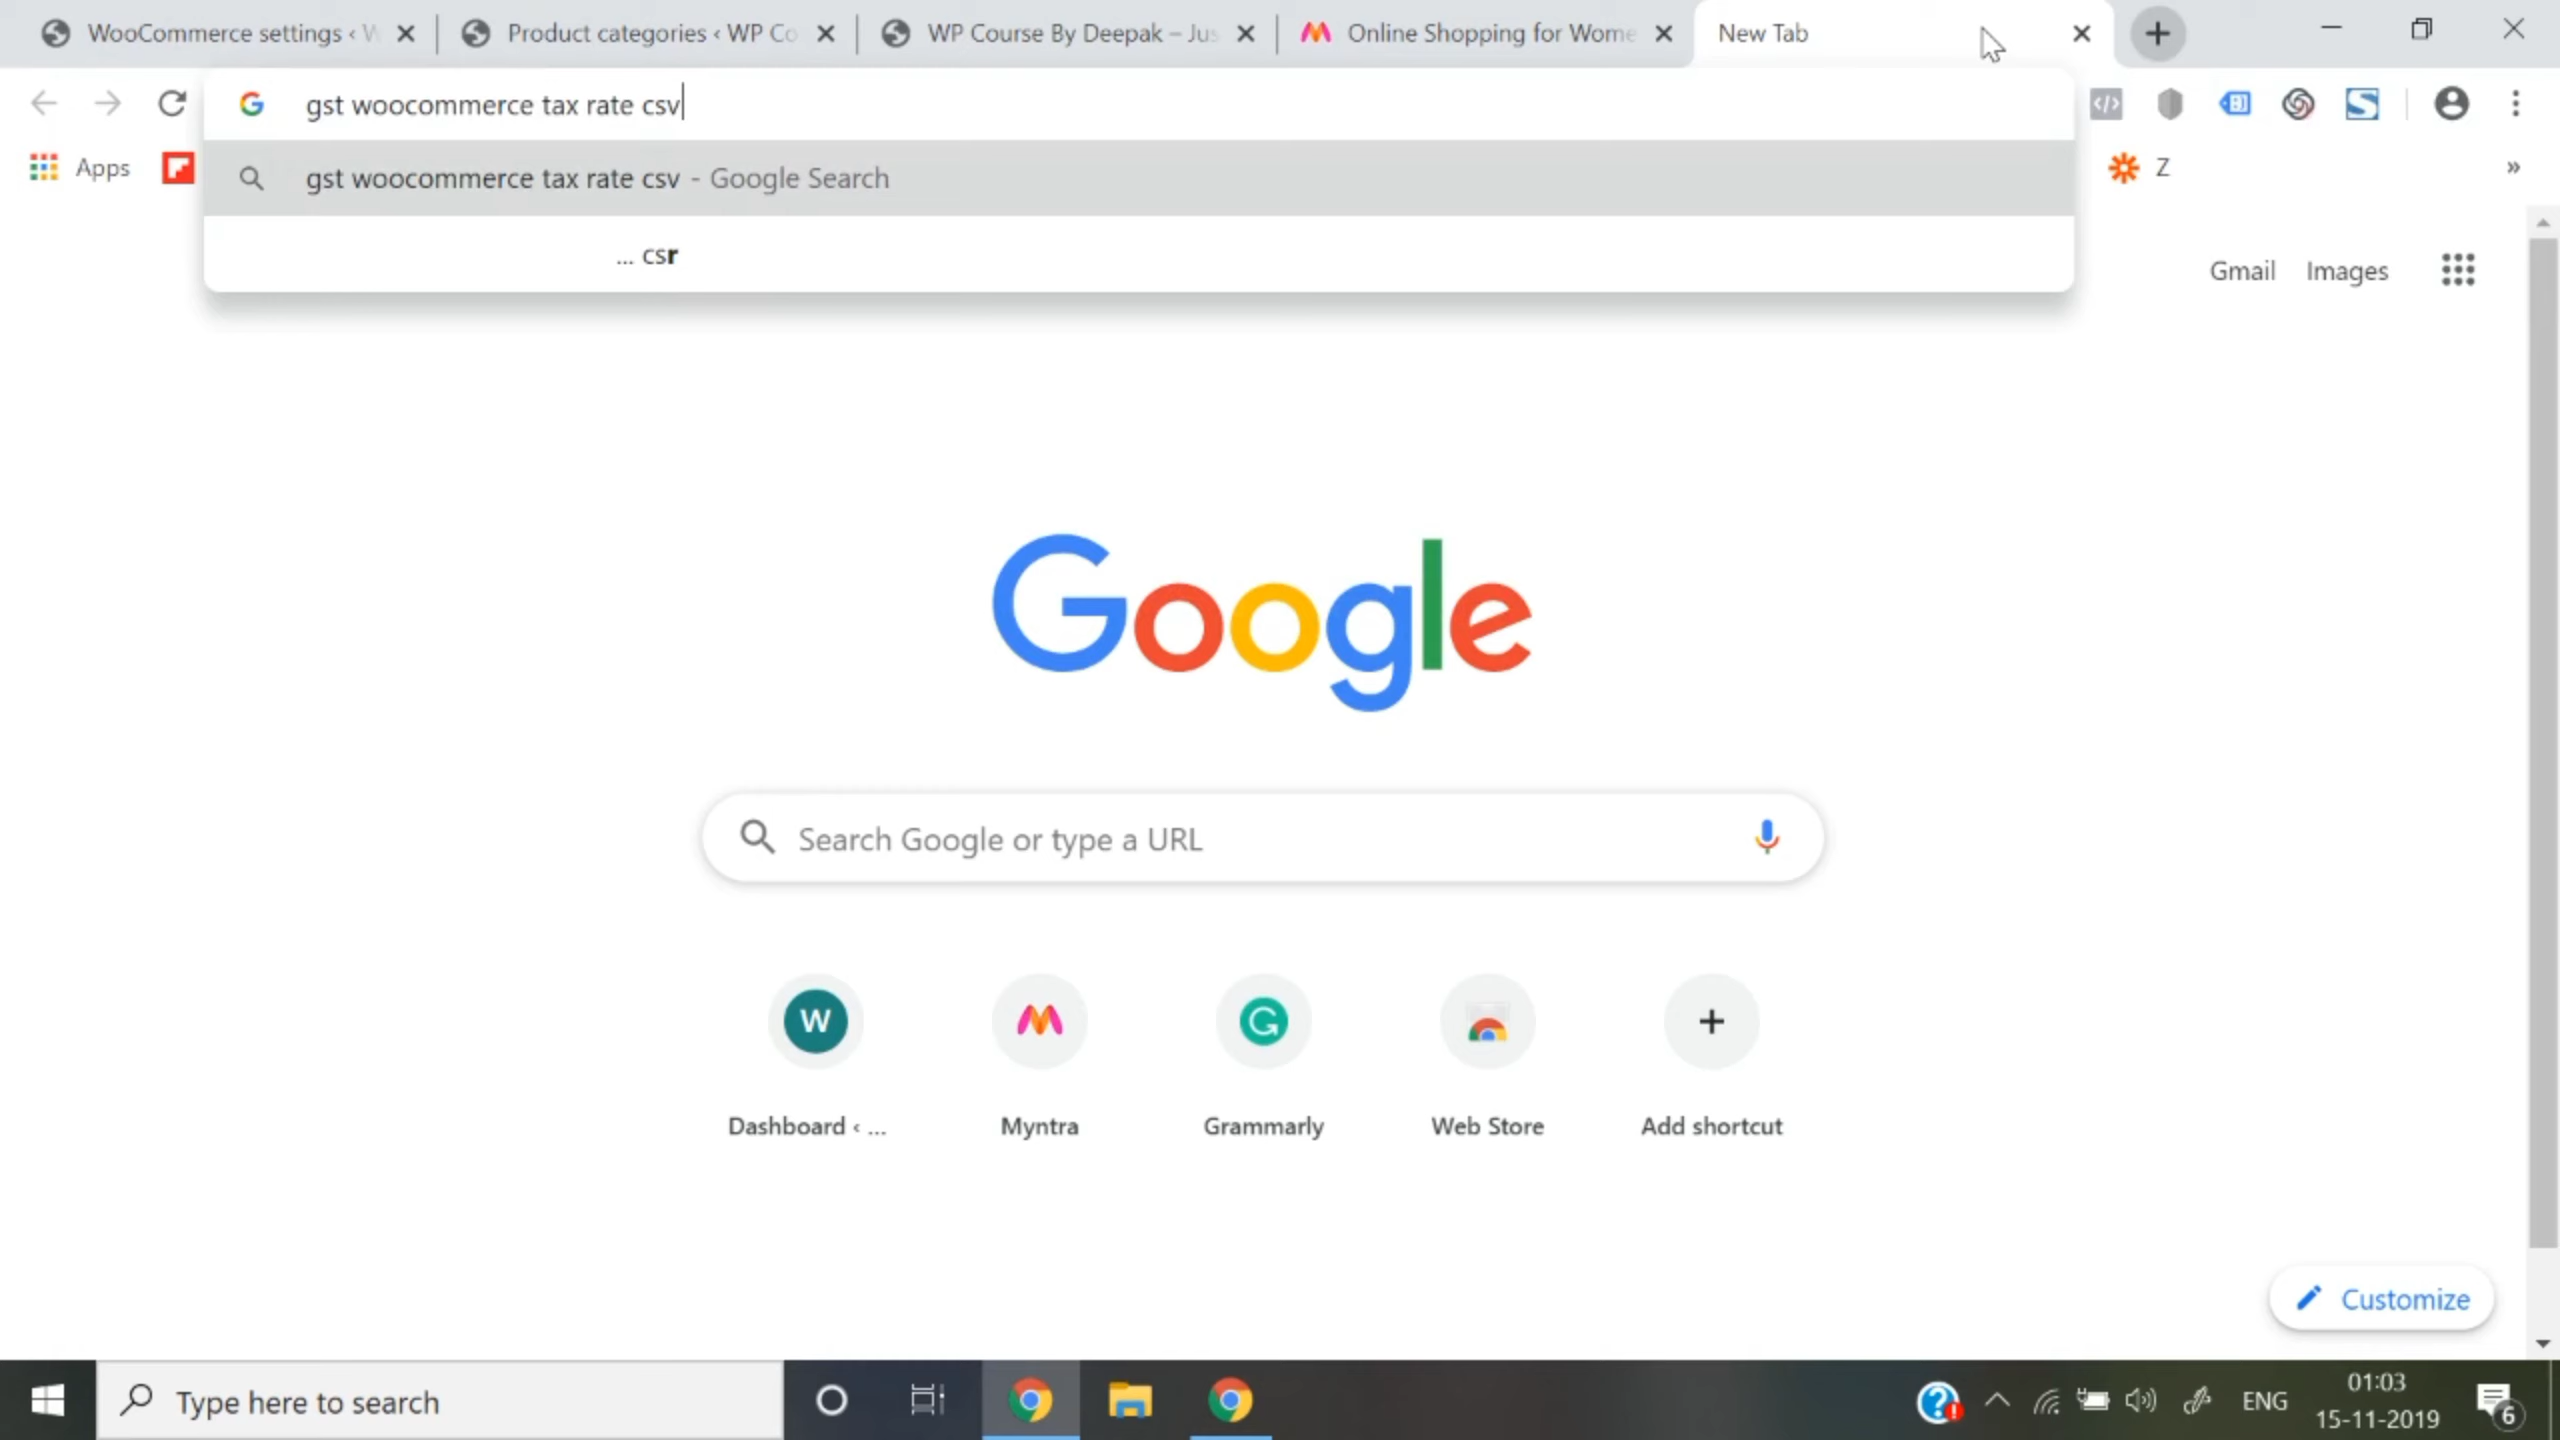 WooCommerce settings ‹ W
Product categories ‹ WP Co
WP Course By Deepak – Jus
Online Shopping for Wome
New Tab
gst woocommerce tax rate csv
Apps
gst woocommerce tax rate csv - Google Search
Z
»
... csr
Gmail
Images
Google
Search Google or type a URL
W
Dashboard ‹ ...
Myntra
Grammarly
Web Store
Add shortcut
Customize
Type here to search
ENG
01:03
15-11-2019
6